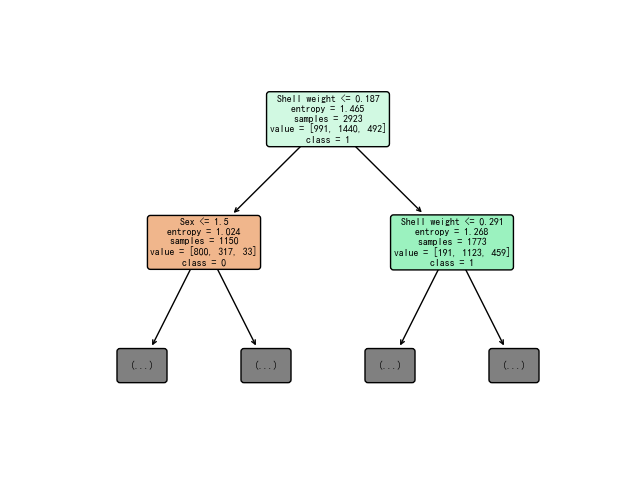 Shell weight <= 0.187
entropy = 1.465
samples = 2923
value = [991, 1440, 492]
class = 1
Sex <= 1.5
entropy = 1.024
samples = 1150
value = [800, 317, 33]
class = 0
Shell weight <= 0.291
entropy = 1.268
samples = 1773
value = [191, 1123, 459]
class = 1
(...)
(...)
(...)
(...)